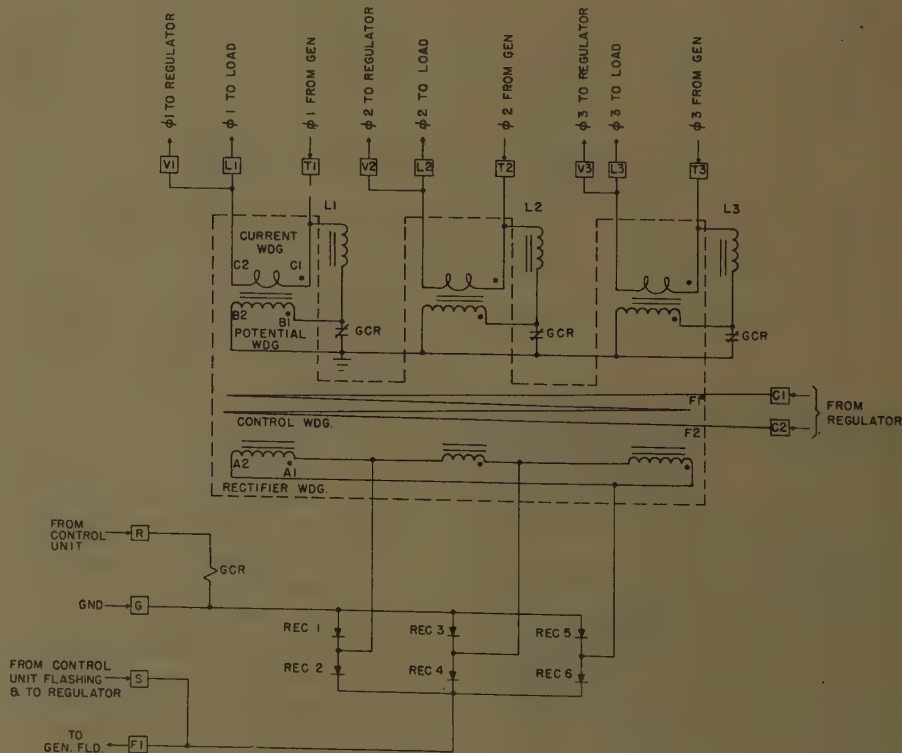 φ1 TO REGULATOR
φ1 TO LOAD
φ1 FROM GEN
φ2 TO REGULATOR
φ2 TO LOAD
φ2 FROM GEN
φ3 TO REGULATOR
φ3 TO LOAD
φ3 FROM GEN
V1
L1
T1
V2
L2
T2
V3
L3
T3
L1
L2
L3
CURRENT
WDG
C2
C1
B2
B1
POTENTIAL
WDG
GCR
GCR
GCR
F1
C1
FROM
REGULATOR
C2
CONTROL WDG.
F2
A2
A1
RECTIFIER WDG.
FROM
CONTROL
UNIT
R
GCR
GND
G
REC 1
REC 3
REC 5
REC 2
REC 4
REC 6
FROM CONTROL
UNIT FLASHING
& TO REGULATOR
S
TO
GEN. FLD.
F1